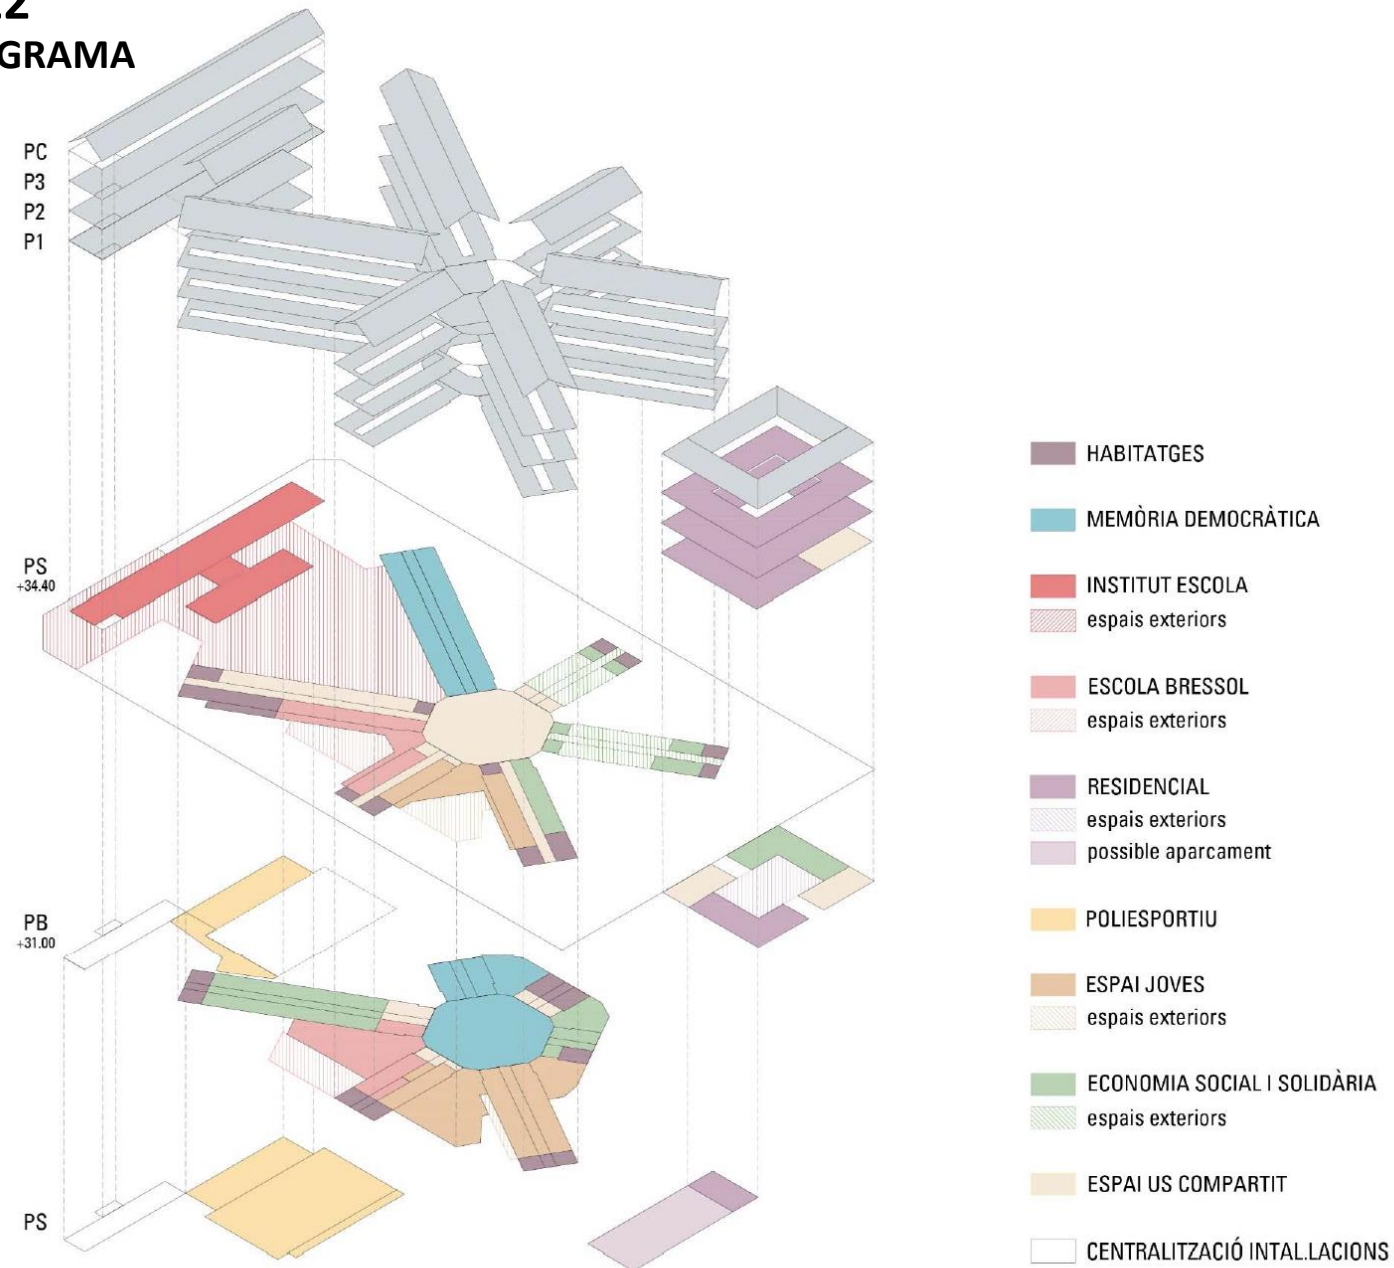 .2
GRAMA
PC
P3
P2
P1
PS
+34.40
PB
+31.00
PS
HABITATGES
MEMÒRIA DEMOCRÀTICA
INSTITUT ESCOLA
espais exteriors
ESCOLA BRESSOL
espais exteriors
RESIDENCIAL
espais exteriors
possible aparcament
POLIESPORTIU
ESPAI JOVES
espais exteriors
ECONOMIA SOCIAL I SOLIDÀRIA
espais exteriors
ESPAI US COMPARTIT
CENTRALITZACIÓ INTAL.LACIONS